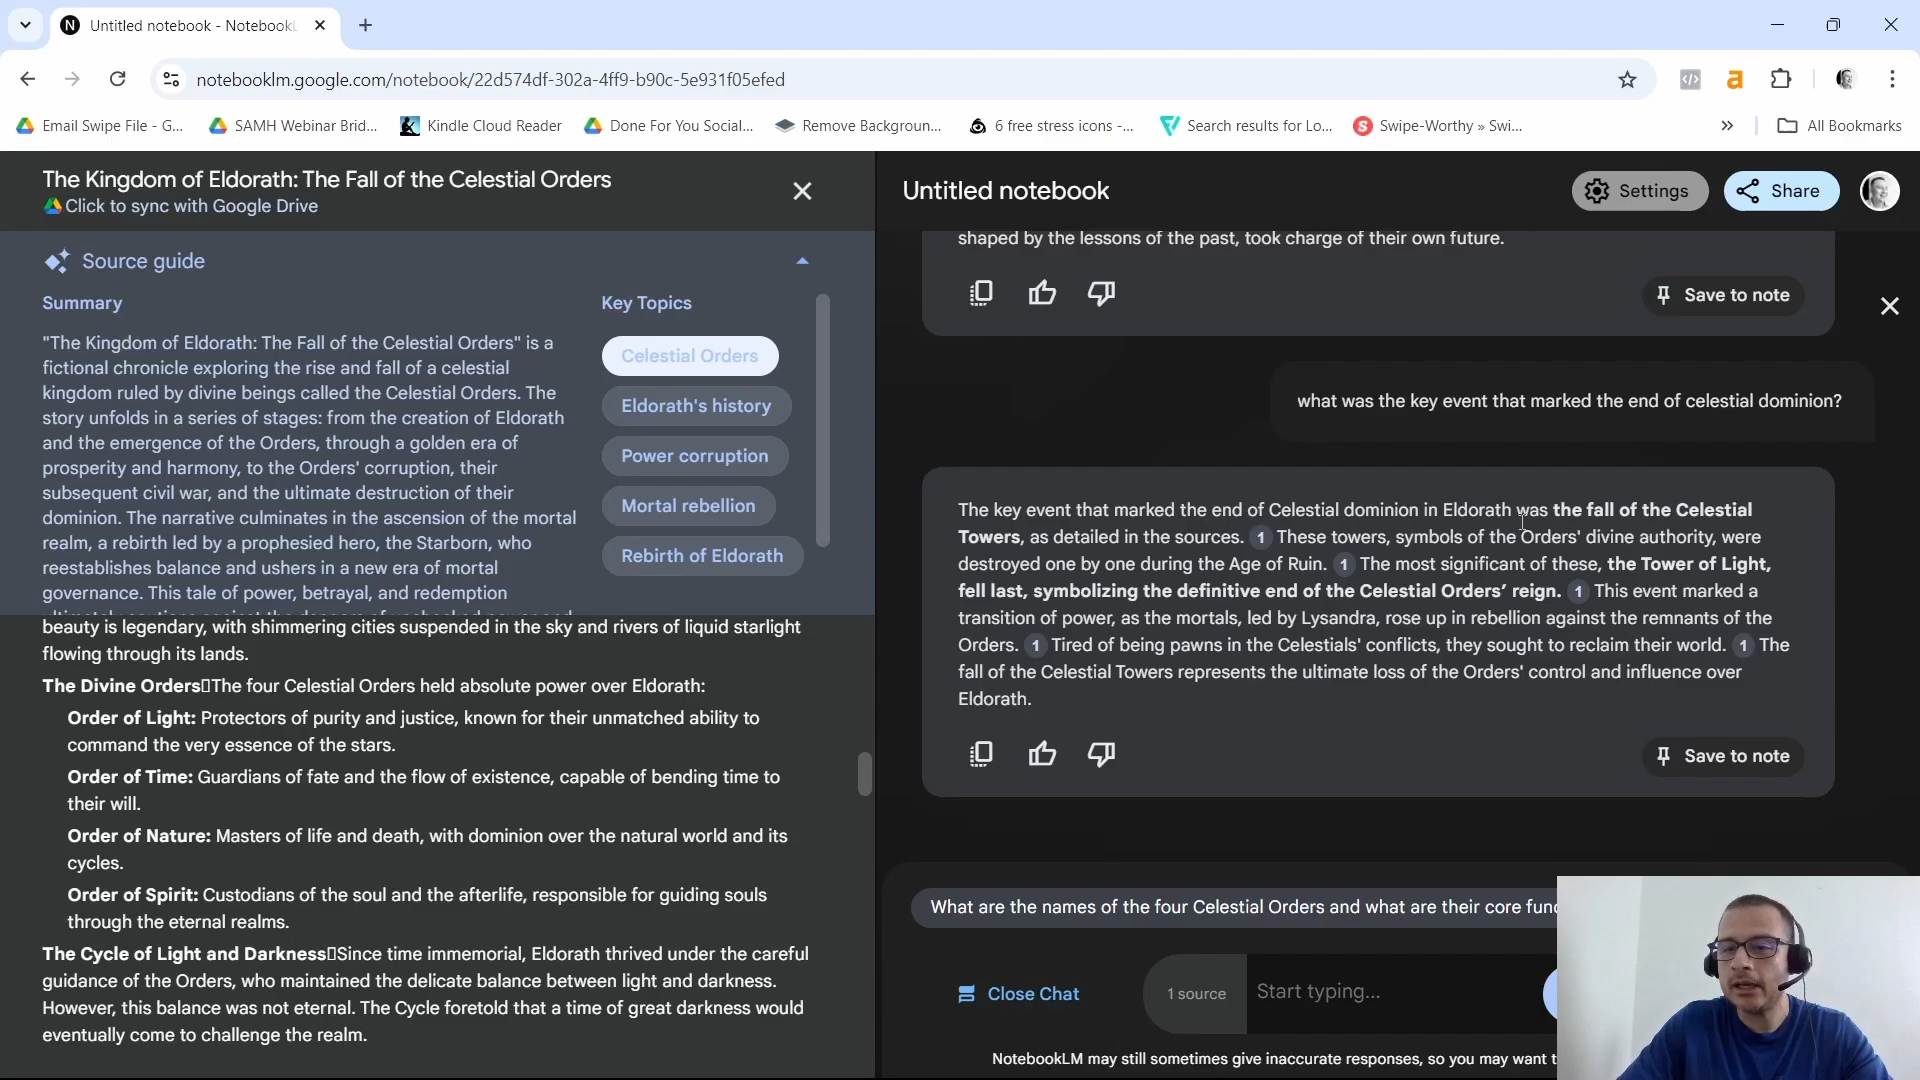 Untitled notebook - NotebookL
notebooklm.google.com/notebook/22d574df-302a-4ff9-b90c-5e931f05efed
Email Swipe File - G...
SAMH Webinar Brid...
Kindle Cloud Reader
Done For You Social...
Remove Backgroun...
6 free stress icons -...
Search results for Lo...
Swipe-Worthy » Swi...
»
All Bookmarks
The Kingdom of Eldorath: The Fall of the Celestial Orders
Click to sync with Google Drive
Source guide
Summary
"The Kingdom of Eldorath: The Fall of the Celestial Orders" is a
fictional chronicle exploring the rise and fall of a celestial
kingdom ruled by divine beings called the Celestial Orders. The
story unfolds in a series of stages: from the creation of Eldorath
and the emergence of the Orders, through a golden era of
prosperity and harmony, to the Orders' corruption, their
subsequent civil war, and the ultimate destruction of their
dominion. The narrative culminates in the ascension of the mortal
realm, a rebirth led by a prophesied hero, the Starborn, who
reestablishes balance and ushers in a new era of mortal
governance. This tale of power, betrayal, and redemption
Key Topics
Celestial Orders
Eldorath's history
Power corruption
Mortal rebellion
Rebirth of Eldorath
beauty is legendary, with shimmering cities suspended in the sky and rivers of liquid starlight
flowing through its lands.
The Divine Orders▯The four Celestial Orders held absolute power over Eldorath:
Order of Light: Protectors of purity and justice, known for their unmatched ability to
command the very essence of the stars.
Order of Time: Guardians of fate and the flow of existence, capable of bending time to
their will.
Order of Nature: Masters of life and death, with dominion over the natural world and its
cycles.
Order of Spirit: Custodians of the soul and the afterlife, responsible for guiding souls
through the eternal realms.
The Cycle of Light and Darkness▯Since time immemorial, Eldorath thrived under the careful
guidance of the Orders, who maintained the delicate balance between light and darkness.
However, this balance was not eternal. The Cycle foretold that a time of great darkness would
eventually come to challenge the realm.
Untitled notebook
Settings
Share
shaped by the lessons of the past, took charge of their own future.
Save to note
what was the key event that marked the end of celestial dominion?
The key event that marked the end of Celestial dominion in Eldorath was the fall of the Celestial
Towers, as detailed in the sources. 1 These towers, symbols of the Orders' divine authority, were
destroyed one by one during the Age of Ruin. 1 The most significant of these, the Tower of Light,
fell last, symbolizing the definitive end of the Celestial Orders’ reign. 1 This event marked a
transition of power, as the mortals, led by Lysandra, rose up in rebellion against the remnants of the
Orders. 1 Tired of being pawns in the Celestials' conflicts, they sought to reclaim their world. 1 The
fall of the Celestial Towers represents the ultimate loss of the Orders' control and influence over
Eldorath.
Save to note
What are the names of the four Celestial Orders and what are their core func
Close Chat
1 source
Start typing...
NotebookLM may still sometimes give inaccurate responses, so you may want t